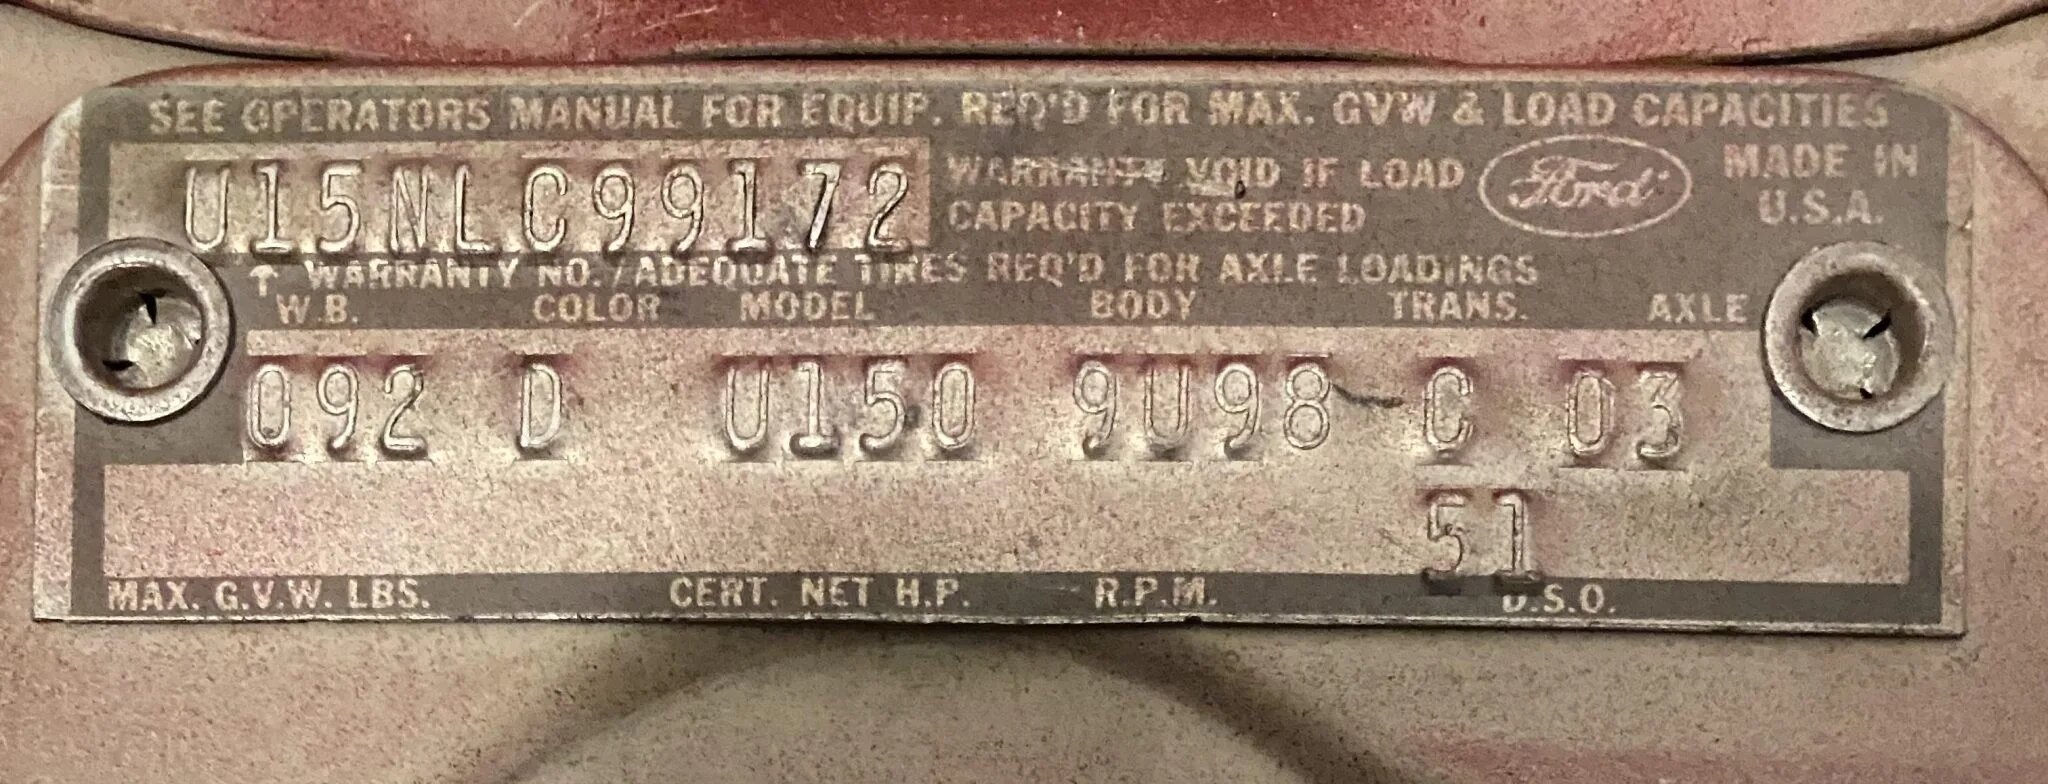 SEE OPERATORS MANUAL FOR EQUIP. REQ'D FOR MAX. GVW & LOAD CAPACITIES
U15NLC99172
WARRANTY VOID IF LOAD
CAPACITY EXCEEDED
Ford
MADE IN
U.S.A.
↑ WARRANTY NO./ADEQUATE TIRES REQ'D FOR AXLE LOADINGS
W.B. COLOR MODEL BODY TRANS. AXLE
092 D U150 9U98 C 03
51
MAX. G.V.W. LBS. CERT. NET H.P. R.P.M. D.S.O.